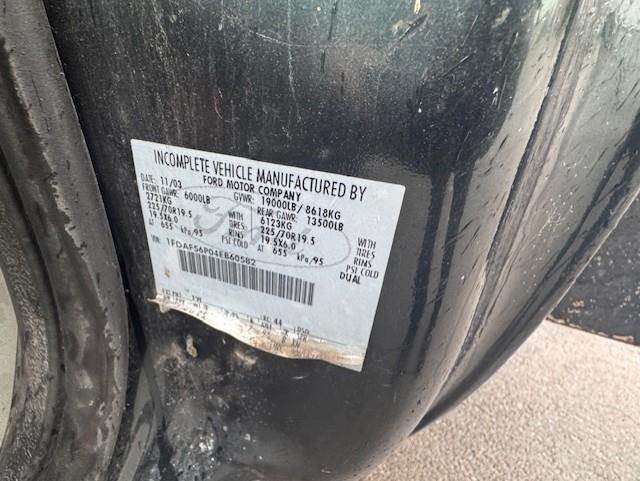 INCOMPLETE VEHICLE MANUFACTURED BY
FORD MOTOR COMPANY
DATE: 11/03 GVWR: 19000LB/ 8618KG
FRONT GAWR: 6000LB REAR GAWR: 13500LB
2721KG WITH 6123KG WITH
225/70R19.5 TIRES 225/70R19.5 TIRES
19.5X6.0 RIMS 19.5X6.0 RIMS
AT 655 kPa/95 PSI COLD AT 655 kPa/95 PSI COLD
DUAL
VIN: 1FDAF56P04EB60582